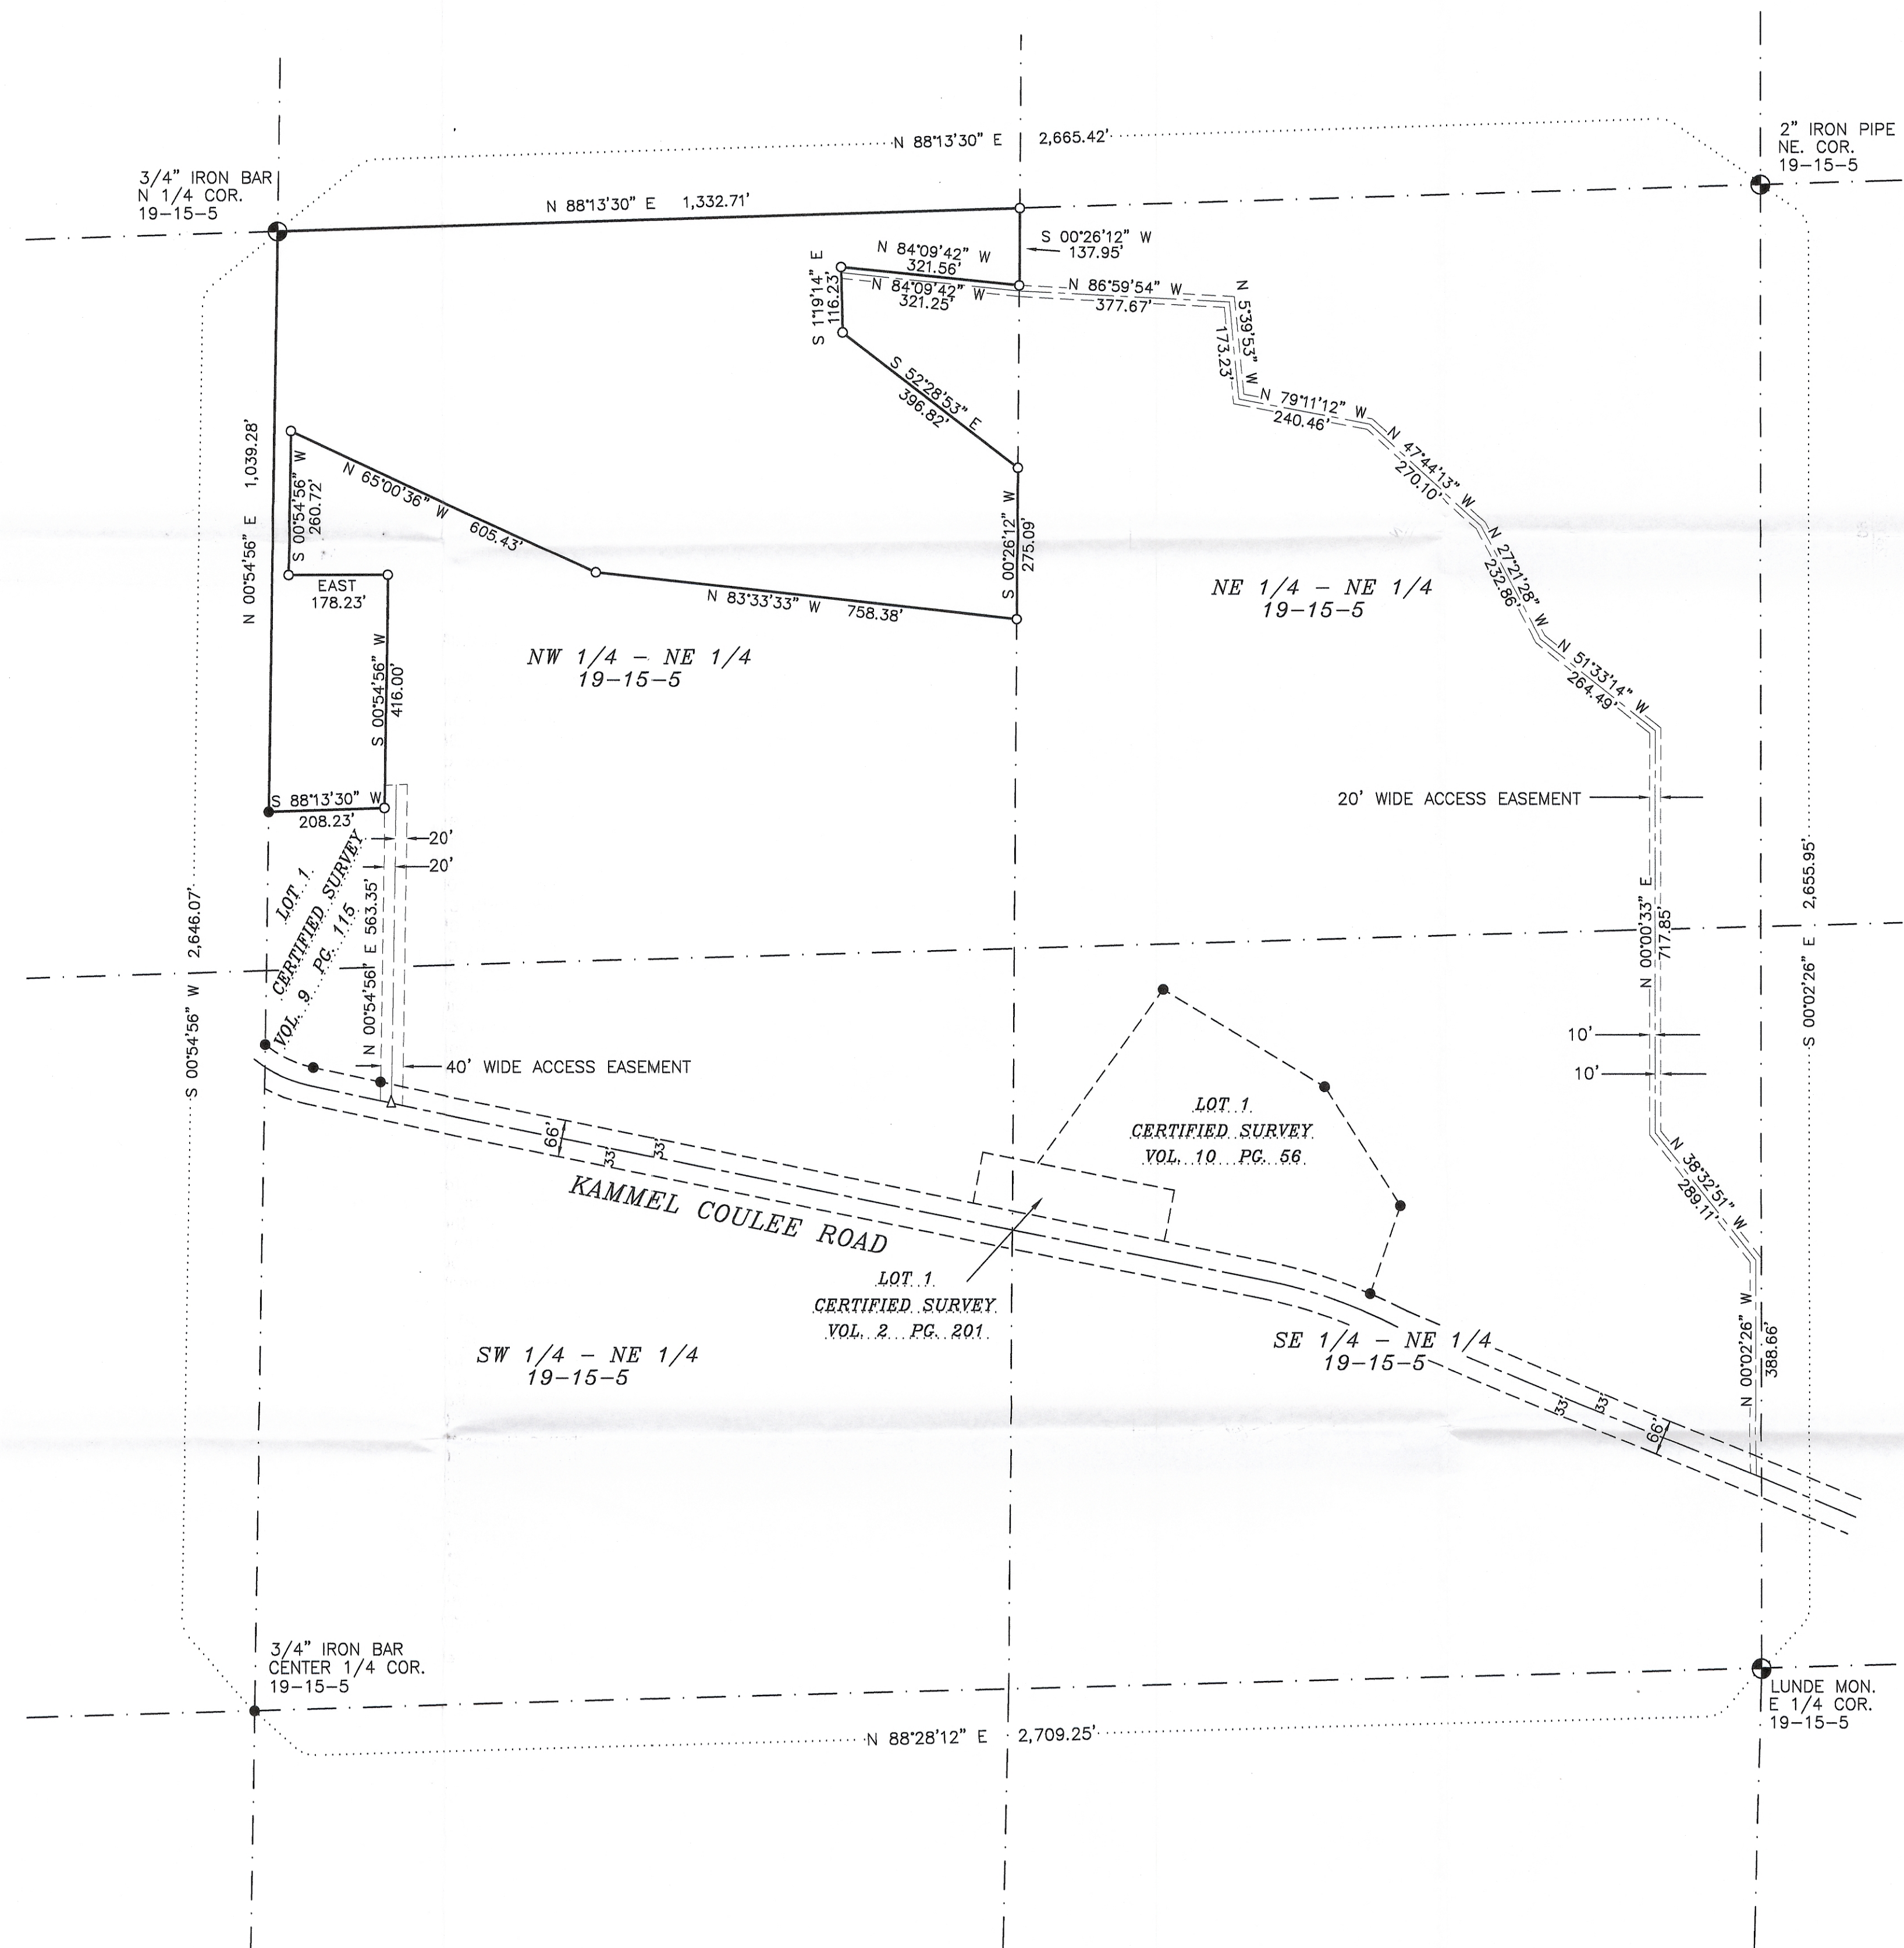 N 88°13'30" E 2,665.42'
2" IRON PIPE
NE. COR.
19-15-5
3/4" IRON BAR
N 1/4 COR.
19-15-5
N 88°13'30" E 1,332.71'
S 00°26'12" W
137.95'
N 84°09'42" W
321.56'
N 84°09'42" W
321.25'
S 1°19'14" E
116.23'
N 86°59'54" W
377.67'
N 5°39'53" W
173.23'
S 52°28'53" E
396.82'
N 79°11'12" W
240.46'
N 47°44'13" W
270.10'
N 27°21'28" W
232.86'
N 51°33'14" W
264.49'
N 00°54'56" E 1,039.28'
S 00°54'56" W
260.72'
N 65°00'36" W 605.43'
S 00°26'12" W
275.09'
EAST
178.23'
N 83°33'33" W 758.38'
NE 1/4 - NE 1/4
19-15-5
NW 1/4 - NE 1/4
19-15-5
S 00°54'56" W
416.00'
S 88°13'30" W
208.23'
20' WIDE ACCESS EASEMENT
20'
20'
LOT 1
CERTIFIED SURVEY
VOL. 9 PG. 115
N 00°54'56" E 563.35'
S 00°54'56" W 2,646.07'
N 00°00'33" E
717.85'
S 00°02'26" E 2,655.95'
10'
10'
40' WIDE ACCESS EASEMENT
66'
33'
33'
KAMMEL COULEE ROAD
LOT 1
CERTIFIED SURVEY
VOL. 10 PG. 56
N 38°32'51" W
289.11'
LOT 1
CERTIFIED SURVEY
VOL. 2 PG. 201
SW 1/4 - NE 1/4
19-15-5
SE 1/4 - NE 1/4
19-15-5
N 00°02'26" W
388.66'
33'
33'
66'
3/4" IRON BAR
CENTER 1/4 COR.
19-15-5
LUNDE MON.
E 1/4 COR.
19-15-5
N 88°28'12" E 2,709.25'